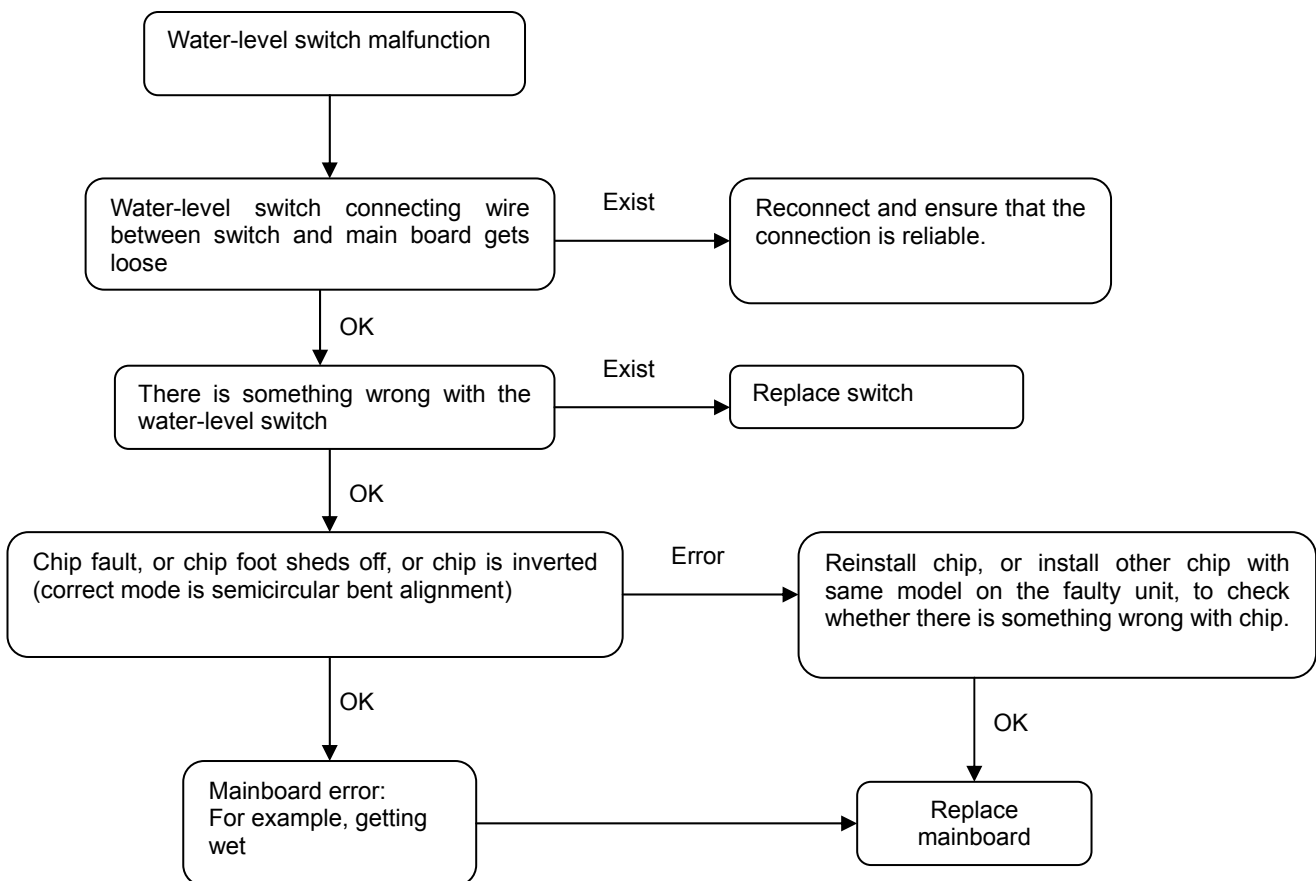 Water-level switch malfunction
Water-level switch connecting wire
between switch and main board gets
loose
Exist
Reconnect and ensure that the
connection is reliable.
OK
There is something wrong with the
water-level switch
Exist
Replace switch
OK
Chip fault, or chip foot sheds off, or chip is inverted
(correct mode is semicircular bent alignment)
Error
Reinstall chip, or install other chip with
same model on the faulty unit, to check
whether there is something wrong with chip.
OK
OK
Mainboard error:
For example, getting
wet
Replace
mainboard